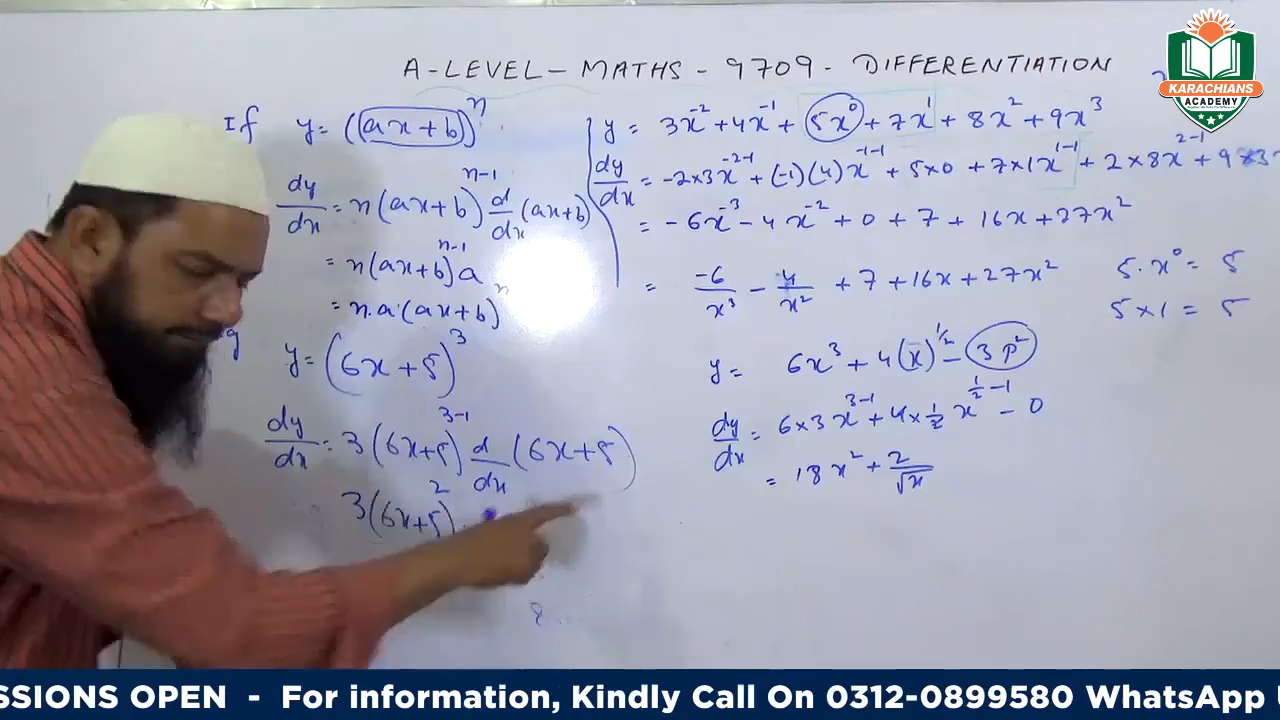 A-LEVEL-MATHS-9709-DIFFERENTIATION
If y = (ax+b)^n
dy/dx = n(ax+b)^n-1 d/dx (ax+b)
= n(ax+b)^n-1 a
= n.a.(ax+b)^n
y = (6x+5)^3
dy/dx = 3(6x+5)^3-1 d/dx (6x+5)
3(6x+5)^2 .
y = 3x^-2 + 4x^-1 + 5x^0 + 7x^1 + 8x^2 + 9x^3
dy/dx = -2×3x^-2-1 + (-1)(4)x^-1-1 + 5×0 + 7×1x^1-1 + 2×8x^2-1 + 9×3
= -6x^-3 - 4x^-2 + 0 + 7 + 16x + 27x^2
= -6/x^3 - 4/x^2 + 7 + 16x + 27x^2
5.x^0 = 5
5×1 = 5
y = 6x^3 + 4(x)^1/2 - 3p^2
dy/dx = 6×3x^3-1 + 4×1/2 x^1/2-1 - 0
= 18x^2 + 2/√x
KARACHIANS
ACADEMY
SSIONS OPEN - For information, Kindly Call On 0312-0899580 WhatsApp